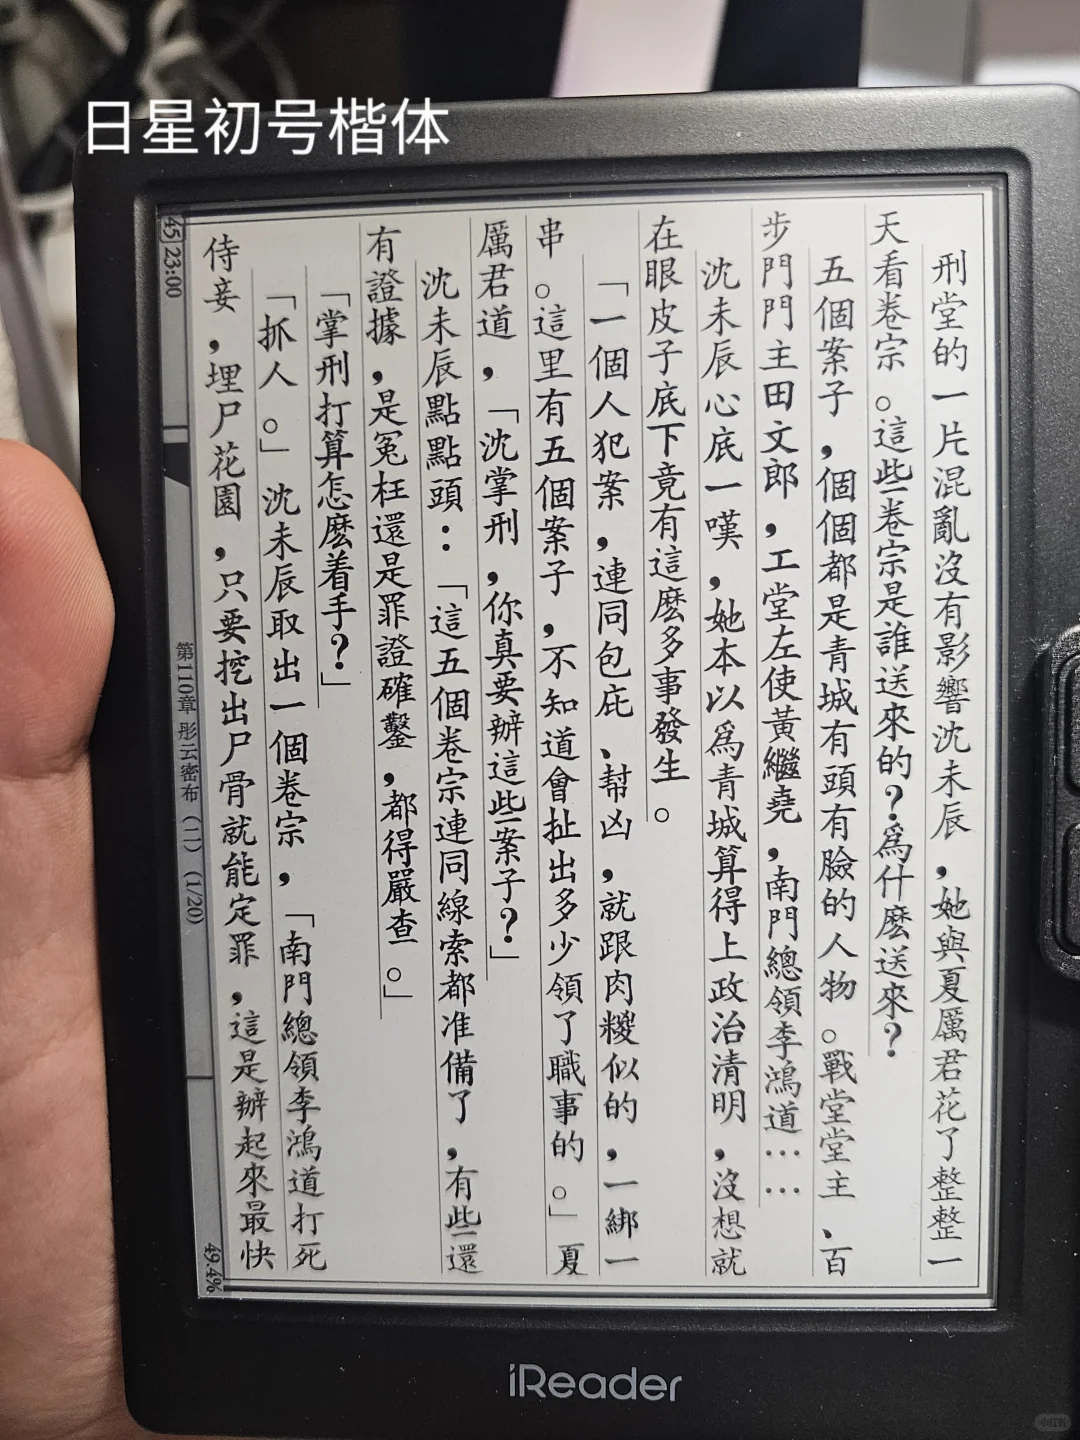 日星初号楷体
刑堂的一片混亂沒有影響沈未辰，她與夏厲君花了整整一
天看卷宗。這些卷宗是誰送來的？爲什麽送來？
五個案子，個個都是青城有頭有臉的人物。戰堂堂主、百
步門門主田文郎，工堂左使黃繼堯，南門總領李鴻道……
沈未辰心底一嘆，她本以爲青城算得上政治清明，沒想就
在眼皮子底下竟有這麽多事發生。
「一個人犯案，連同包庇、幫凶，就跟肉糉似的，一綁一
串。這里有五個案子，不知道會扯出多少領了職事的。」夏
厲君道，「沈掌刑，你真要辦這些案子？」
沈未辰點點頭：「這五個卷宗連同線索都准備了，有些還
有證據，是冤枉還是罪證確鑿，都得嚴查。」
「掌刑打算怎麽着手？」
「抓人。」沈未辰取出一個卷宗，「南門總領李鴻道打死
侍妾，埋尸花園，只要挖出尸骨就能定罪，這是辦起來最快
45 23:00
第110章 彤云密布（二）（1/20）
49.4%
iReader
小红书